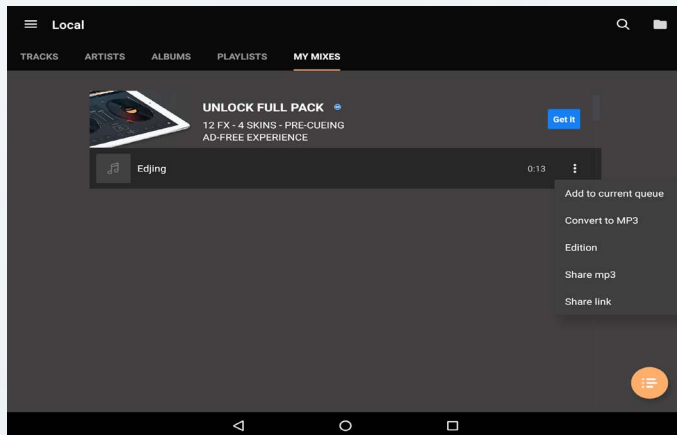 Local
TRACKS ARTISTS ALBUMS PLAYLISTS MY MIXES
UNLOCK FULL PACK
12 FX - 4 SKINS - PRE-CUEING
AD-FREE EXPERIENCE
Get it
Edjing 0:13
Add to current queue
Convert to MP3
Edition
Share mp3
Share link